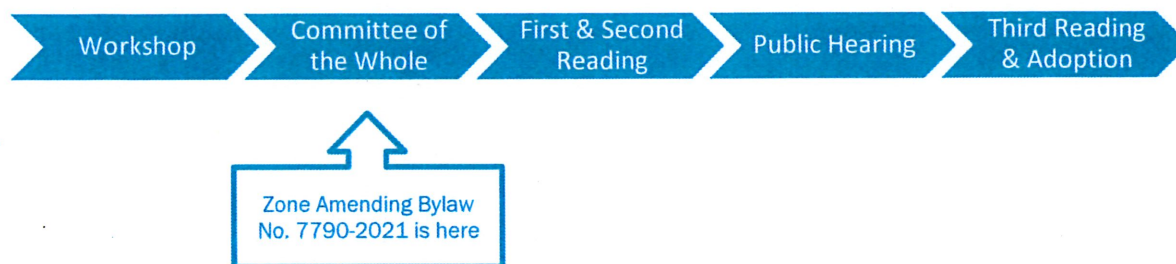 Workshop
Committee of
the Whole
First & Second
Reading
Public Hearing
Third Reading
& Adoption
Zone Amending Bylaw
No. 7790-2021 is here